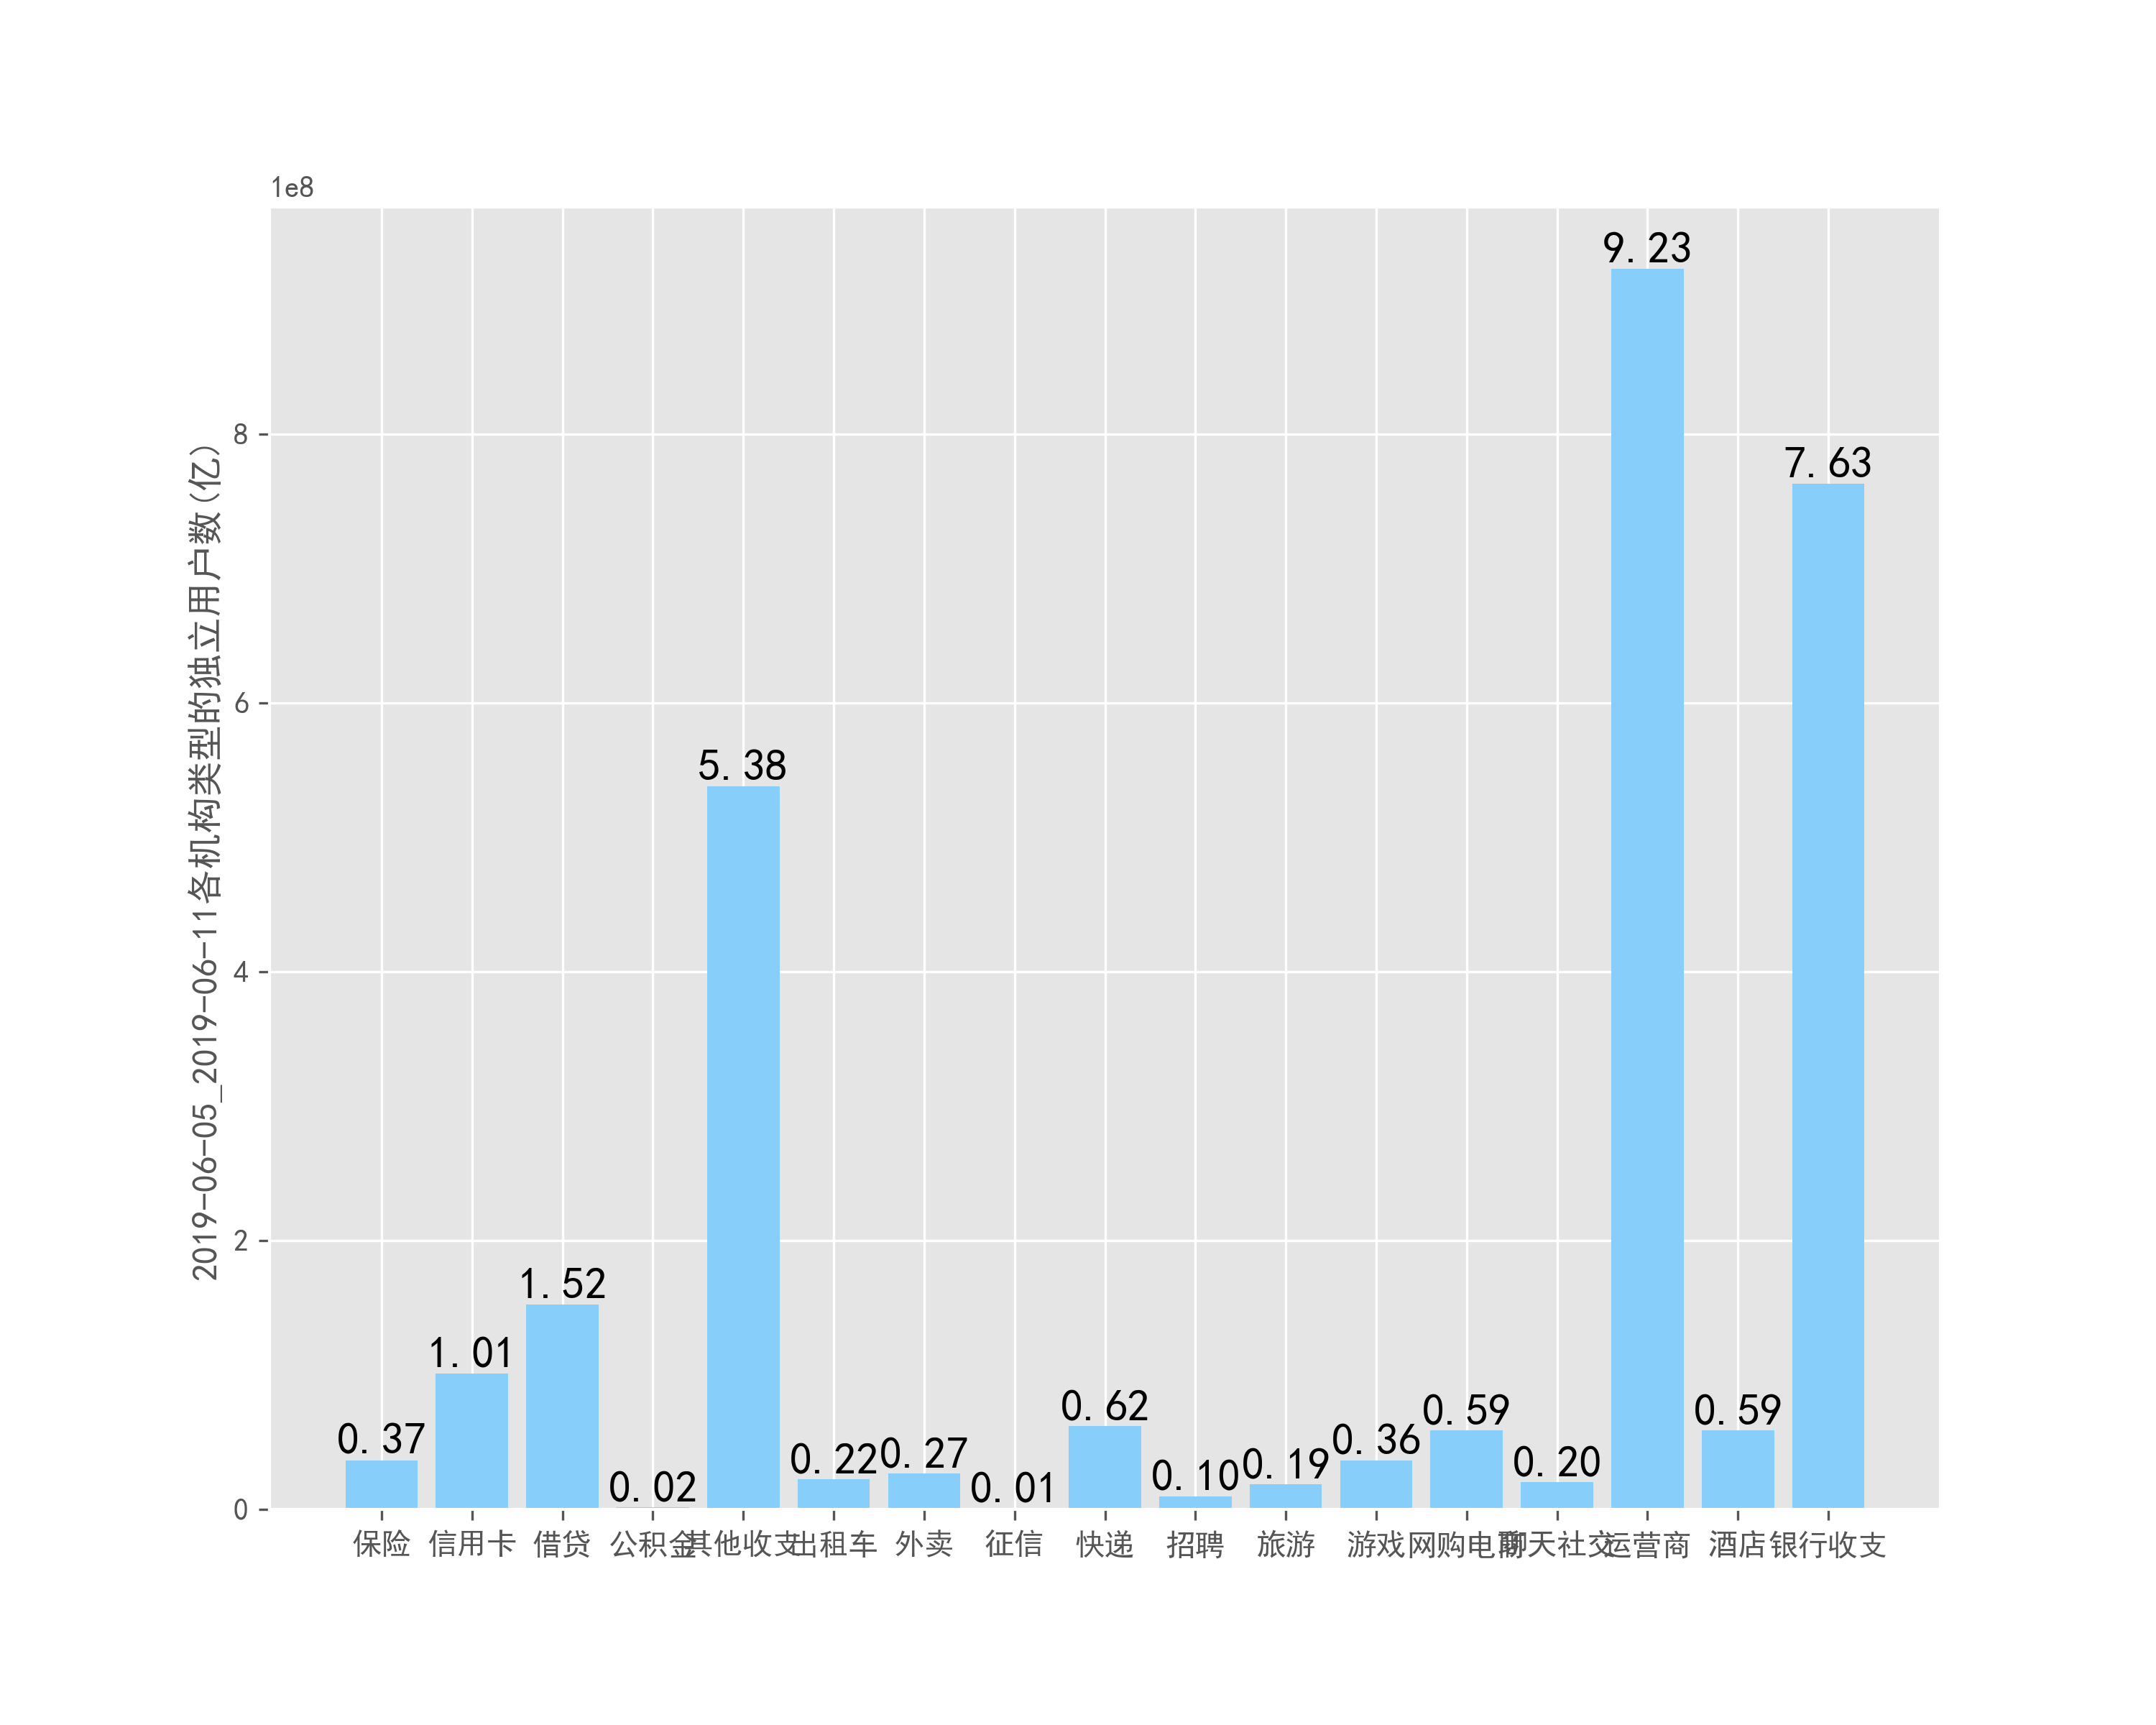 1e8
2019-06-05_2019-06-11各机构类型的独立用户数(亿)
8
6
4
2
0
9.23
7.63
5.38
1.52
1.01
0.62
0.59
0.59
0.37
0.36
0.22
0.27
0.20
0.19
0.10
0.02
0.01
保险
信用卡
借贷
公积金
其他收支
出租车
外卖
征信
快递
招聘
旅游
游戏
网购电商
聊天社交
运营商
酒店
银行收支